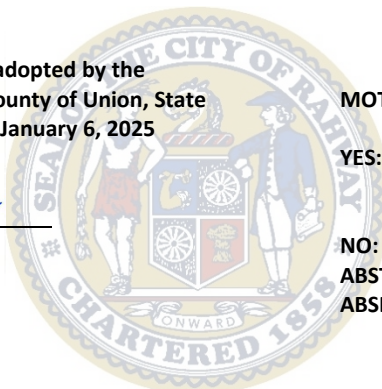 adopted by the
ounty of Union, State
January 6, 2025
MOT
YES:
NO:
ABST
ABSE
SEAL OF THE CITY OF RAHWAY
ONWARD
CHARTERED 1858